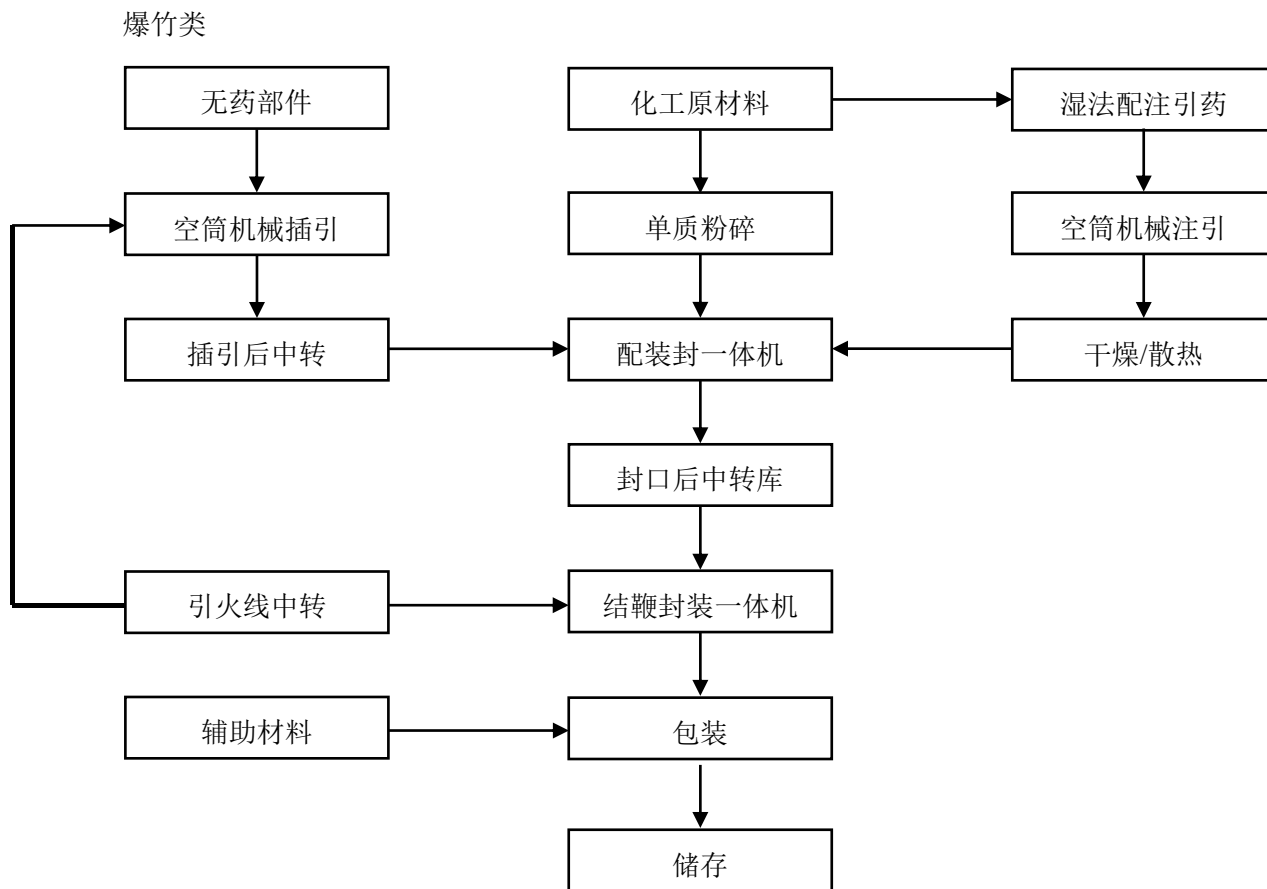 爆竹类
无药部件
化工原材料
湿法配注引药
空筒机械插引
单质粉碎
空筒机械注引
插引后中转
配装封一体机
干燥/散热
封口后中转库
引火线中转
结鞭封装一体机
辅助材料
包装
储存